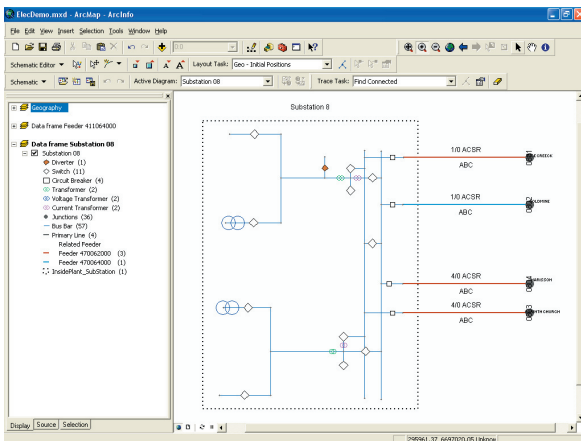 ElecDemo.mxd - ArcMap - ArcInfo
File Edit View Insert Selection Tools Window Help
0.0
Schematic Editor
Layout Task: Geo - Initial Positions
Schematic
Active Diagram: Substation 08
Trace Task: Find Connected
Geography
Data frame Feeder 411064000
Data frame Substation 08
Substation 08
Diverter (1)
Switch (11)
Circuit Breaker (4)
Transformer (2)
Voltage Transformer (2)
Current Transformer (2)
Junctions (36)
Bus Bar (57)
Primary Line (4)
Related Feeder
Feeder 470062000 (3)
Feeder 470064000 (1)
InsidePlant_SubStation (1)
Substation 8
1/0 ACSR
ABC
1/0 ACSR
ABC
4/0 ACSR
ABC
4/0 ACSR
ABC
Display Source Selection
295961.37 6697020.05 Unknow